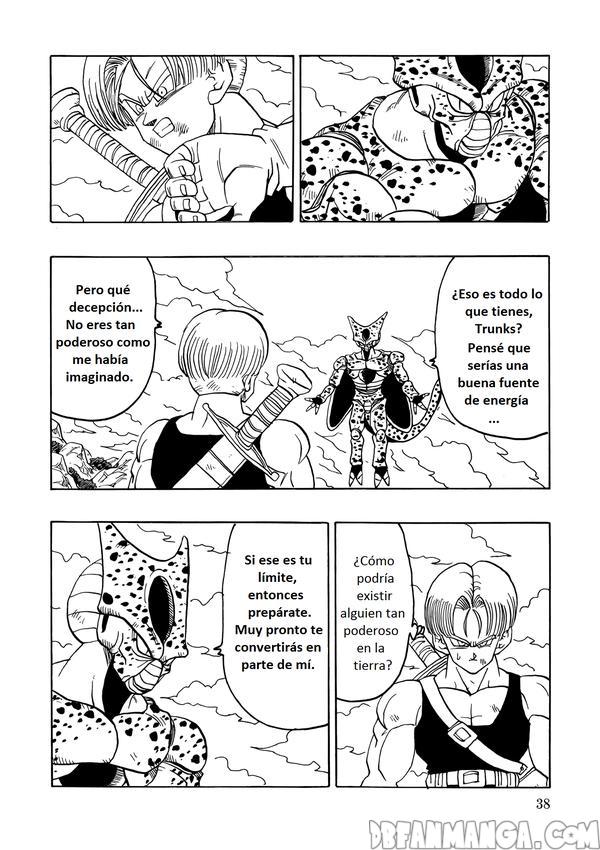 ¿Eso es todo lo
que tienes,
Trunks?
Pensé que
serías una
buena fuente
de energía
...
Pero qué
decepción...
No eres tan
poderoso como
me había
imaginado.
¿Cómo
podría
existir
alguien tan
poderoso
en la
tierra?
Si ese es tu
límite,
entonces
prepárate.
Muy pronto te
convertirás en
parte de mí.
38
DBFANMANGA.COM